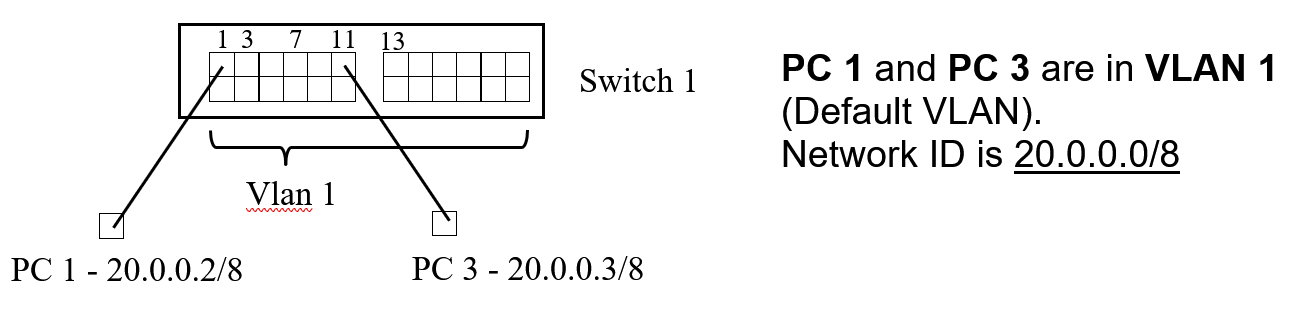 1 3 7 11 13
Switch 1
Vlan 1
PC 1 - 20.0.0.2/8
PC 3 - 20.0.0.3/8
PC 1 and PC 3 are in VLAN 1
(Default VLAN).
Network ID is 20.0.0.0/8